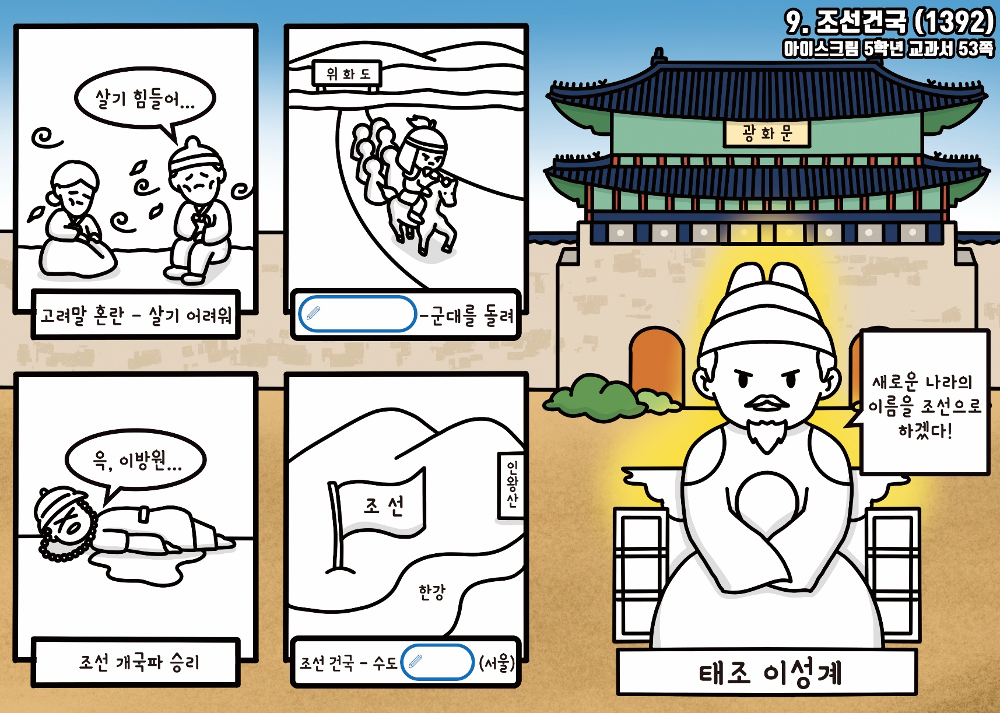 9. 조선건국 (1392)
아이스크림 5학년 교과서 53쪽
살기 힘들어...
고려말 혼란 - 살기 어려워
위화도
-군대를 돌려
윽, 이방원...
조선 개국파 승리
조선
인왕산
한강
조선 건국 - 수도 (서울)
광화문
새로운 나라의
이름을 조선으로
하겠다!
태조 이성계